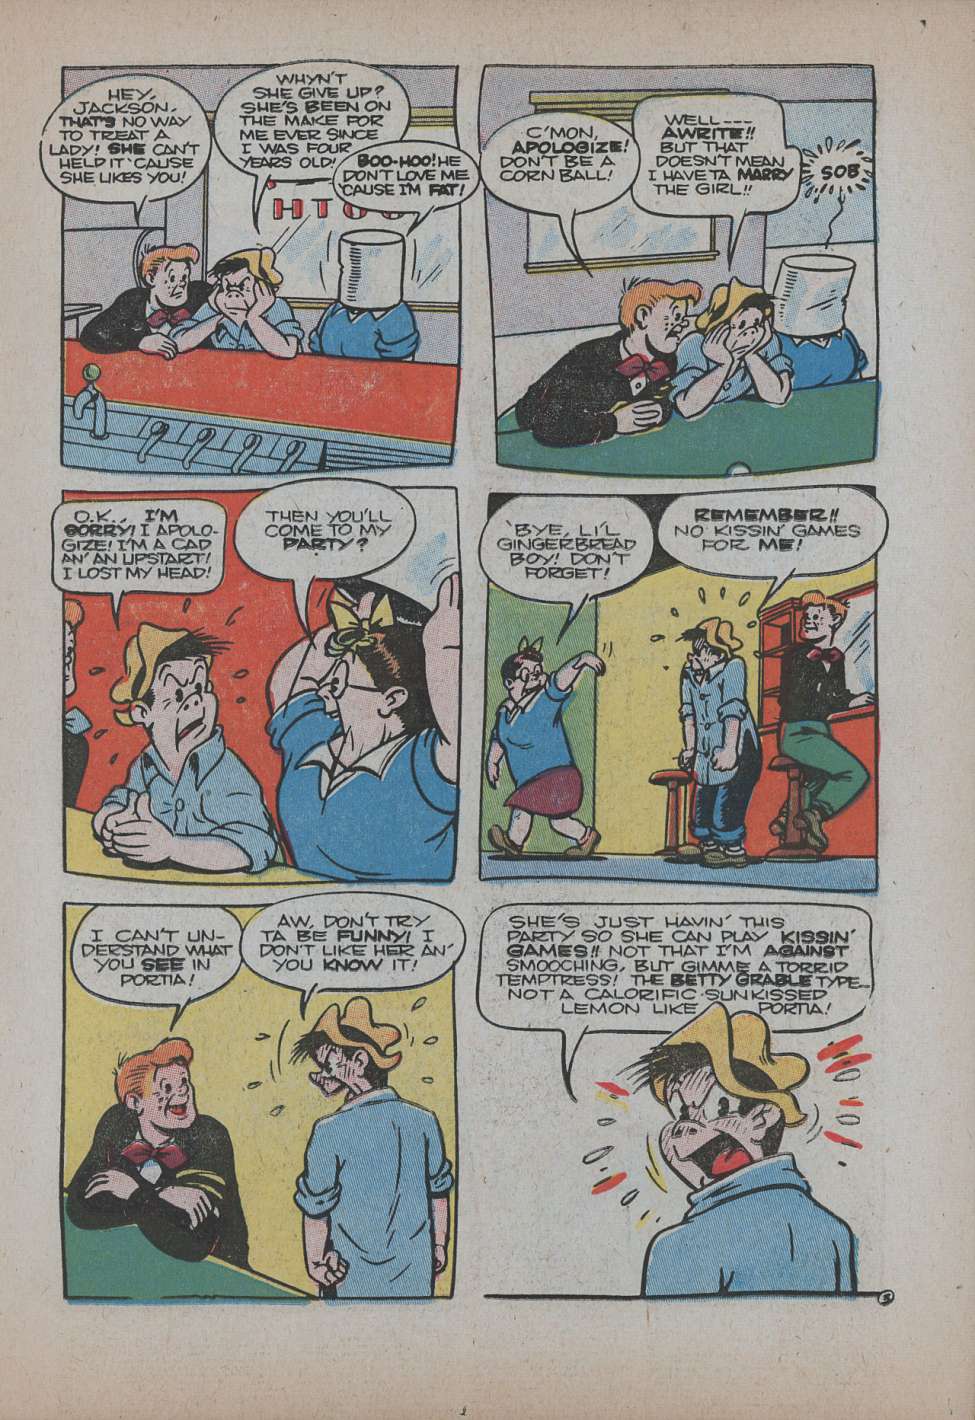 HEY,
JACKSON,
THAT'S NO WAY
TO TREAT A
LADY! SHE CAN'T
HELD IT 'CAUSE
SHE LIKES YOU!
WHYN'T
SHE GIVE UP?
SHE'S BEEN ON
THE MAKE FOR
ME EVER SINCE
I WAS FOUR
YEARS OLD!
BOO-HOO! HE
DON'T LOVE ME
'CAUSE I'M FAT!
HTOO
C'MON,
APOLOGIZE!
DON'T BE A
CORN BALL!
WELL---
AWRITE!!
BUT THAT
DOESN'T MEAN
I HAVE TA MARRY
THE GIRL!!
SOB
O.K., I'M
SORRY! I APOLO-
GIZE! I'M A CAD
AN' AN UPSTART!
I LOST MY HEAD!
THEN YOU'LL
COME TO MY
PARTY?
'BYE, LI'L
GINGERBREAD
BOY! DON'T
FORGET!
REMEMBER!!
NO KISSIN' GAMES
FOR ME!
I CAN'T UN-
DERSTAND WHAT
YOU SEE IN
PORTIA!
AW, DON'T TRY
TA BE FUNNY! I
DON'T LIKE HER AN'
YOU KNOW IT!
SHE'S JUST HAVIN' THIS
PARTY SO SHE CAN PLAY KISSIN'
GAMES!! NOT THAT I'M AGAINST
SMOOCHING, BUT GIMME A TORRID
TEMPTRESS! THE BETTY GRABLE TYPE--
NOT A CALORIFIC SUNKISSED
LEMON LIKE PORTIA!
3